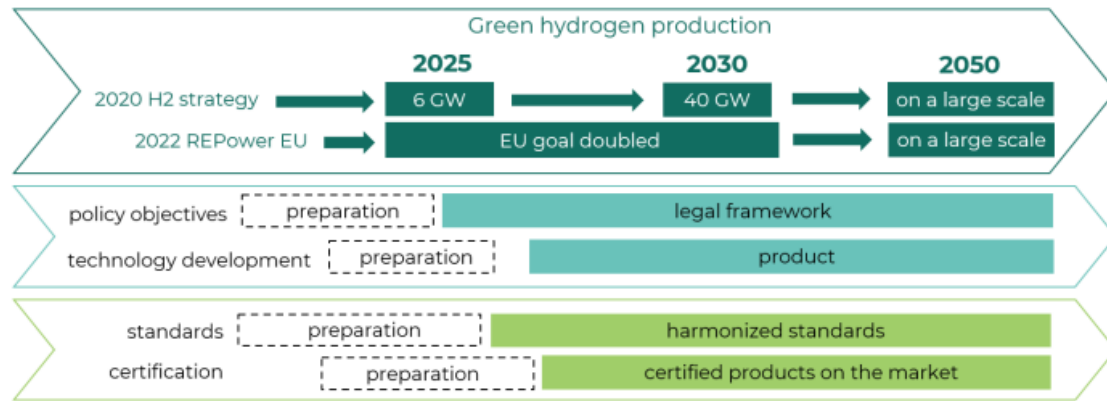 Green hydrogen production
2025 2030 2050
2020 H2 strategy 6 GW 40 GW on a large scale
2022 REPower EU EU goal doubled on a large scale
policy objectives preparation legal framework
technology development preparation product
standards preparation harmonized standards
certification preparation certified products on the market